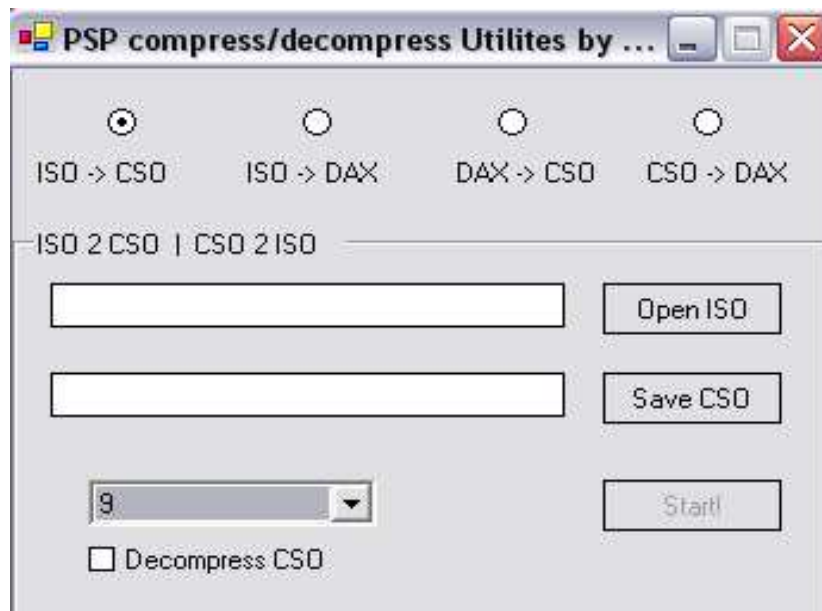 PSP compress/decompress Utilites by ...
ISO -> CSO ISO -> DAX DAX -> CSO CSO -> DAX
ISO 2 CSO | CSO 2 ISO
Open ISO
Save CSO
9 Start!
Decompress CSO